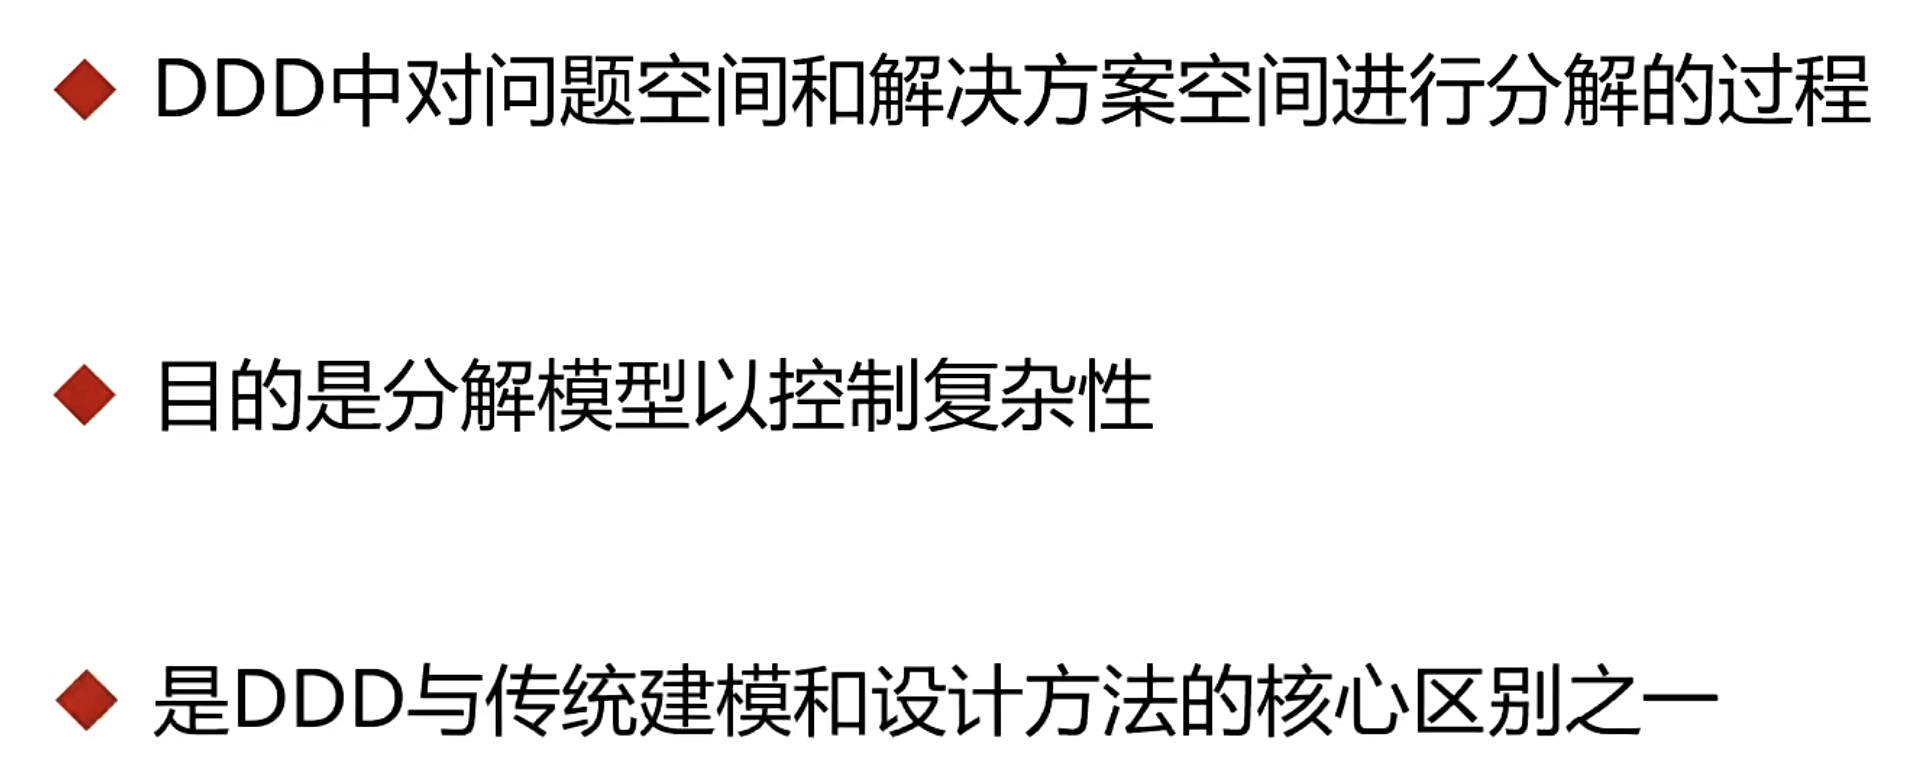 DDD中对问题空间和解决方案空间进行分解的过程
目的是分解模型以控制复杂性
是DDD与传统建模和设计方法的核心区别之一